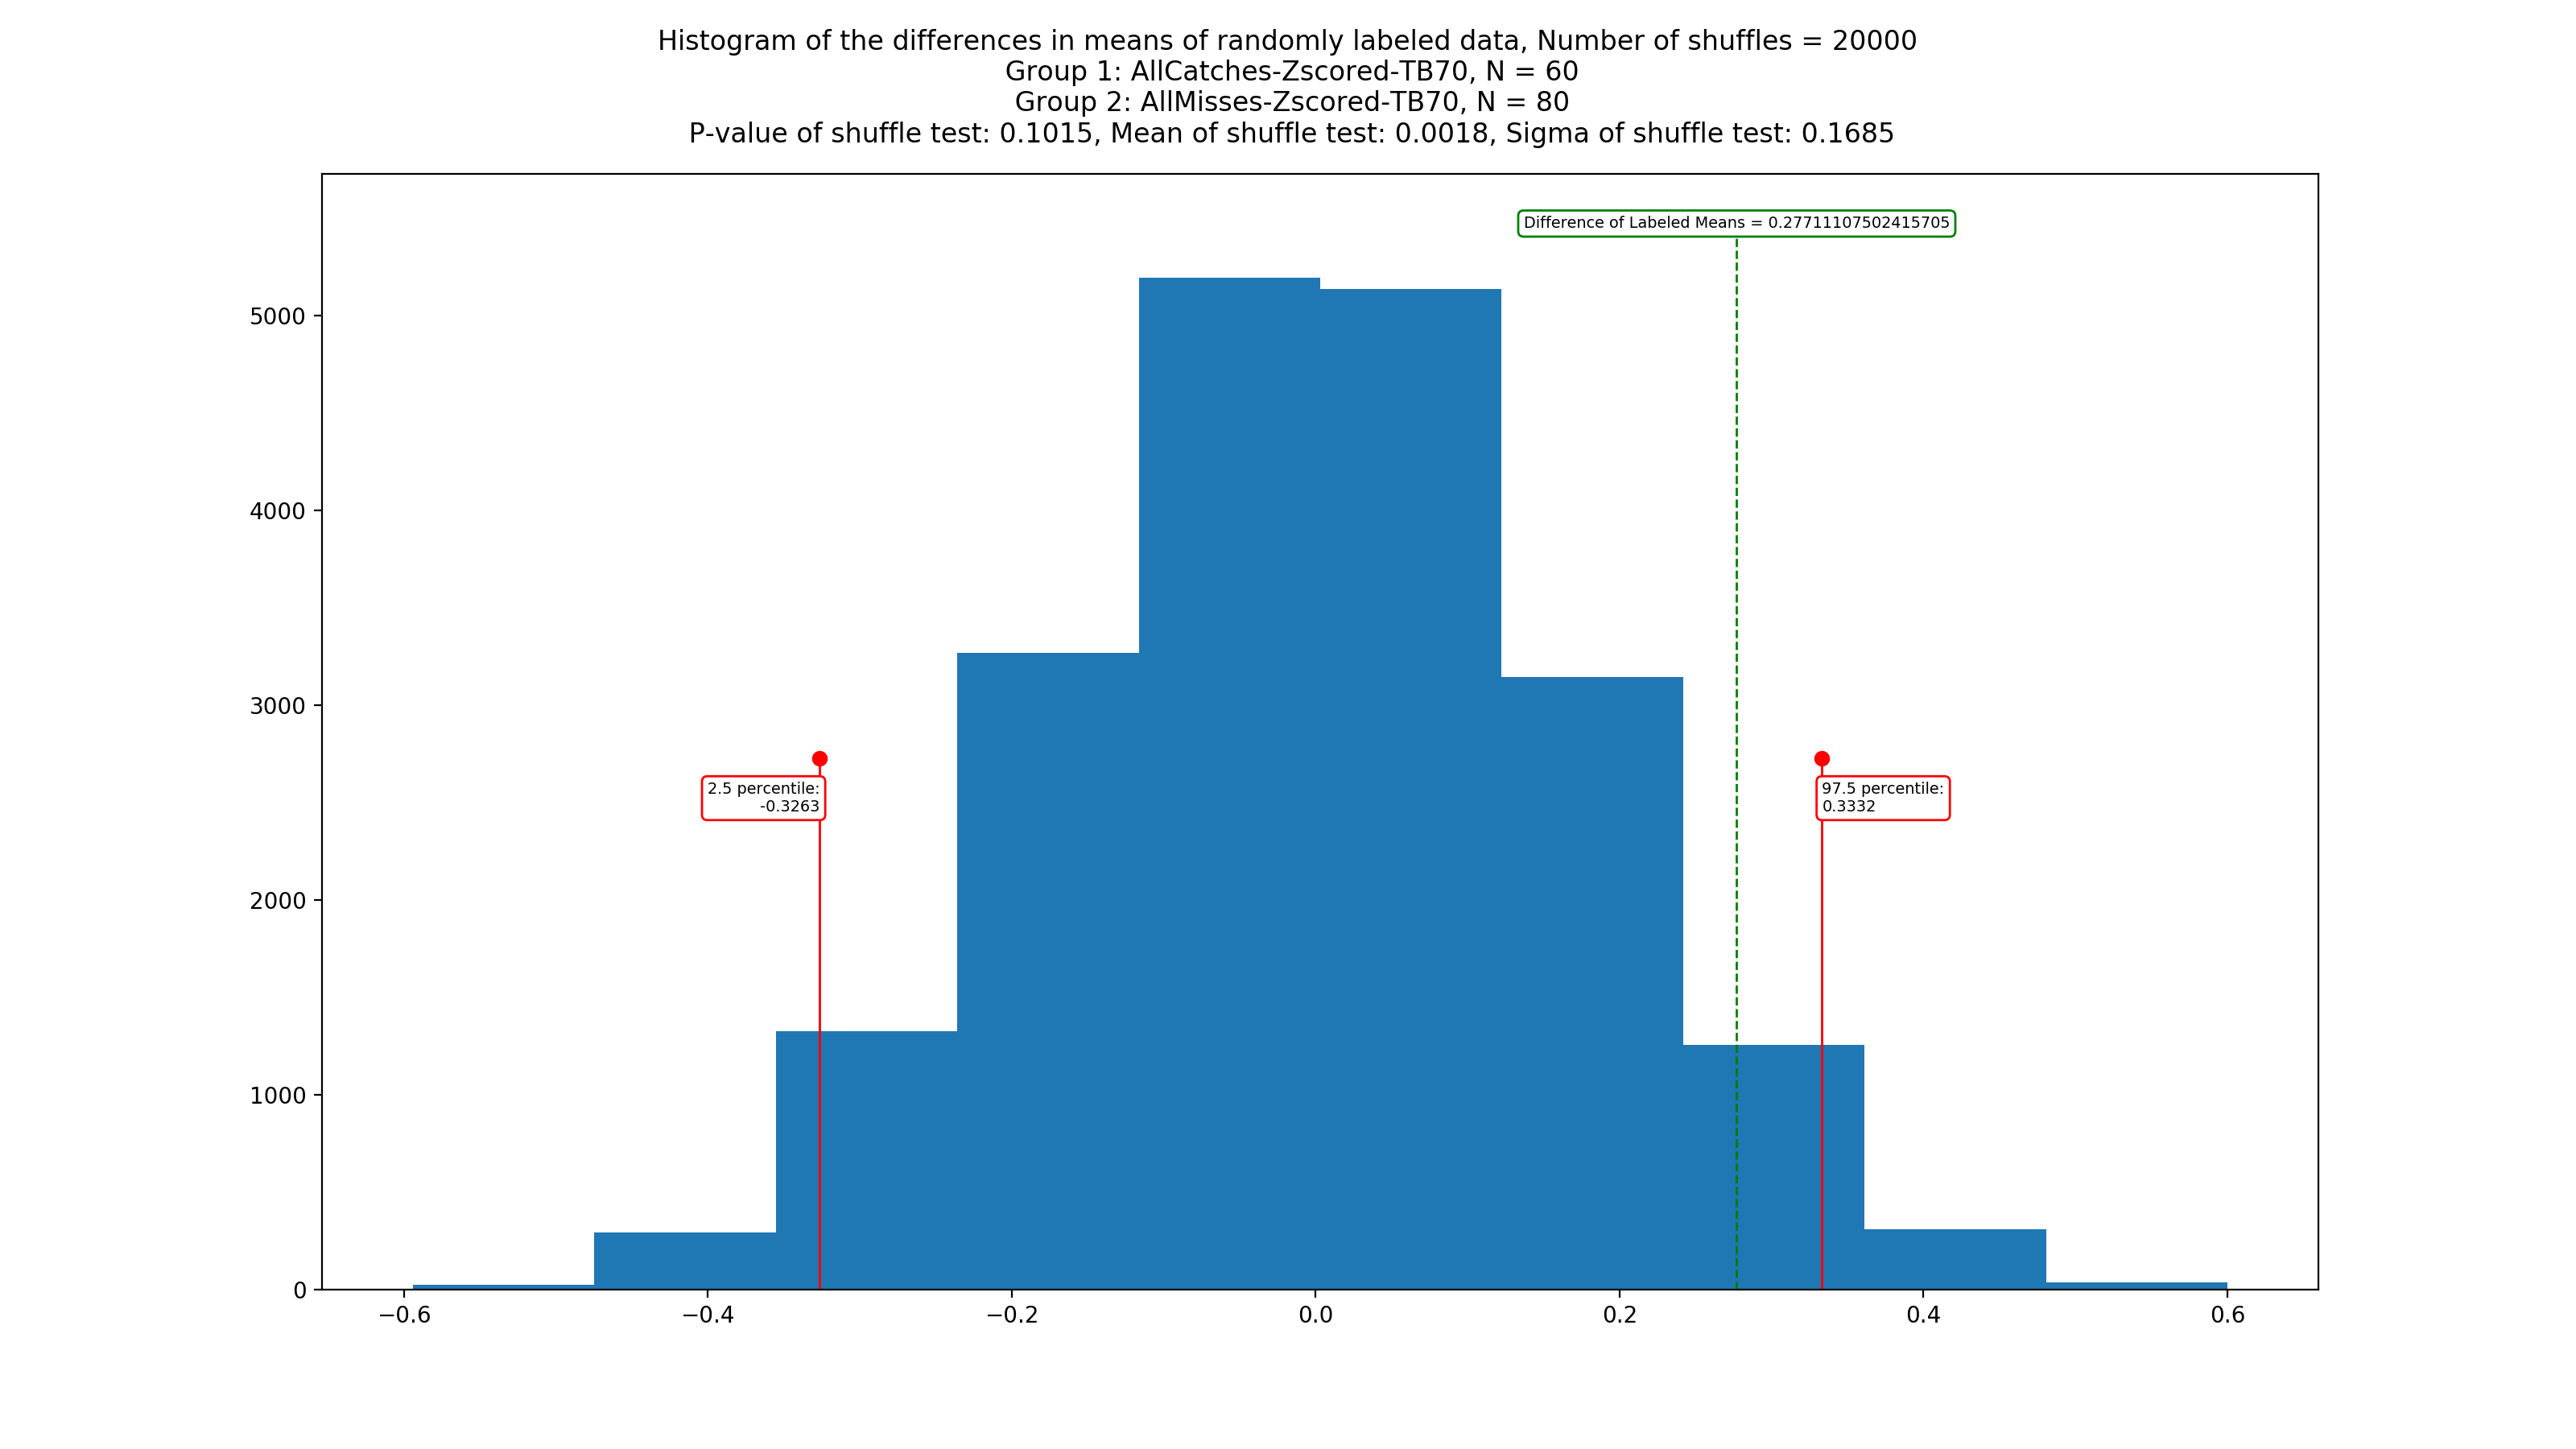 Histogram of the differences in means of randomly labeled data, Number of shuffles = 20000
Group 1: AllCatches-Zscored-TB70, N = 60
Group 2: AllMisses-Zscored-TB70, N = 80
P-value of shuffle test: 0.1015, Mean of shuffle test: 0.0018, Sigma of shuffle test: 0.1685
Difference of Labeled Means = 0.27711107502415705
5000
4000
3000
2.5 percentile:
-0.3263
97.5 percentile:
0.3332
2000
1000
0
−0.6
−0.4
−0.2
0.0
0.2
0.4
0.6